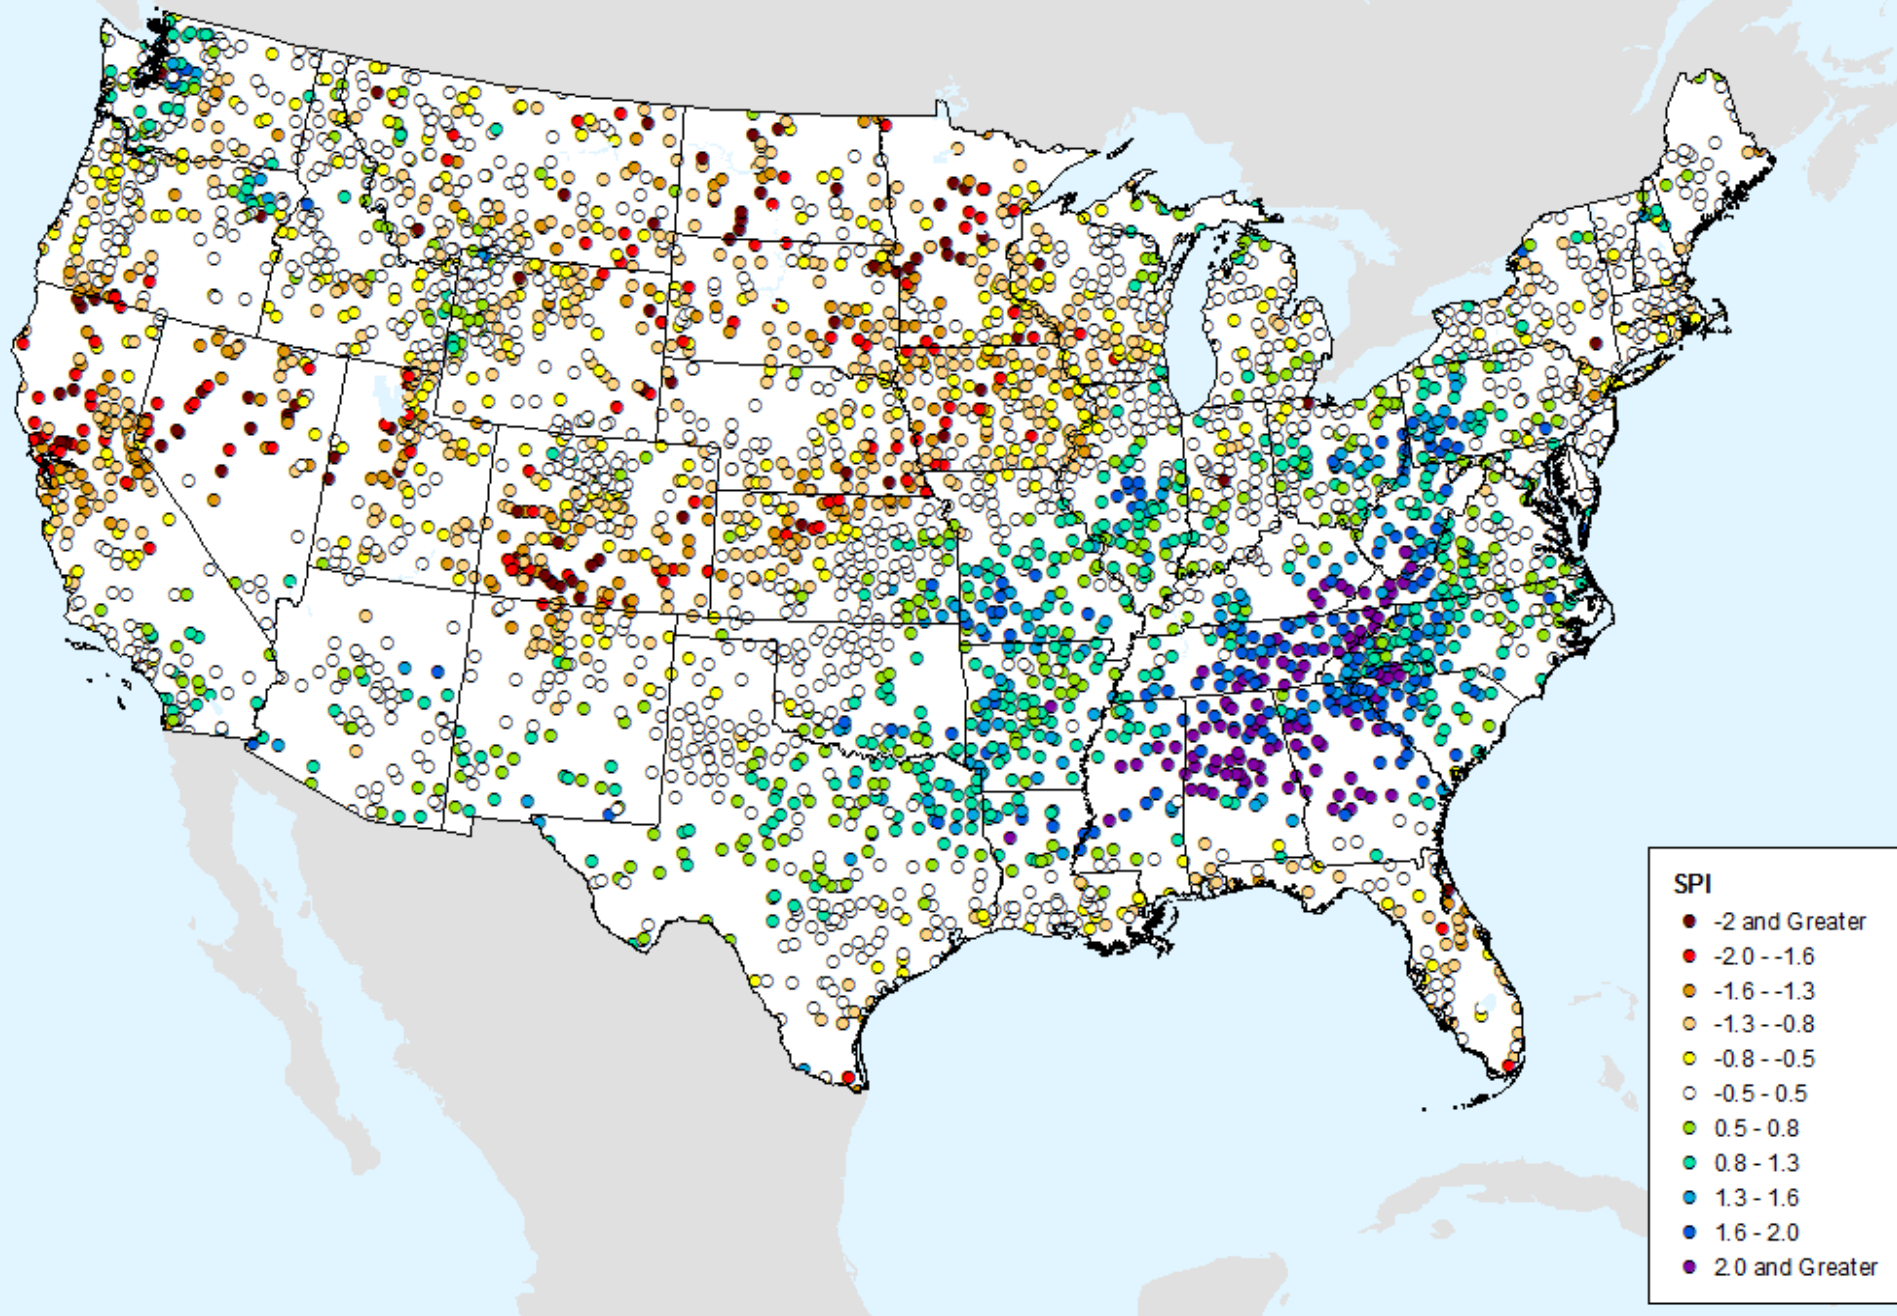 SPI
-2 and Greater
-2.0 - -1.6
-1.6 - -1.3
-1.3 - -0.8
-0.8 - -0.5
-0.5 - 0.5
0.5 - 0.8
0.8 - 1.3
1.3 - 1.6
1.6 - 2.0
2.0 and Greater